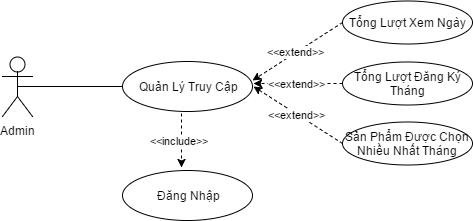 Tổng Lượt Xem Ngày
<<extend>>
Quản Lý Truy Cập
<<extend>>
Tổng Lượt Đăng Ký
Tháng
Admin
<<extend>>
Sản Phẩm Được Chọn
Nhiều Nhất Tháng
<<include>>
Đăng Nhập